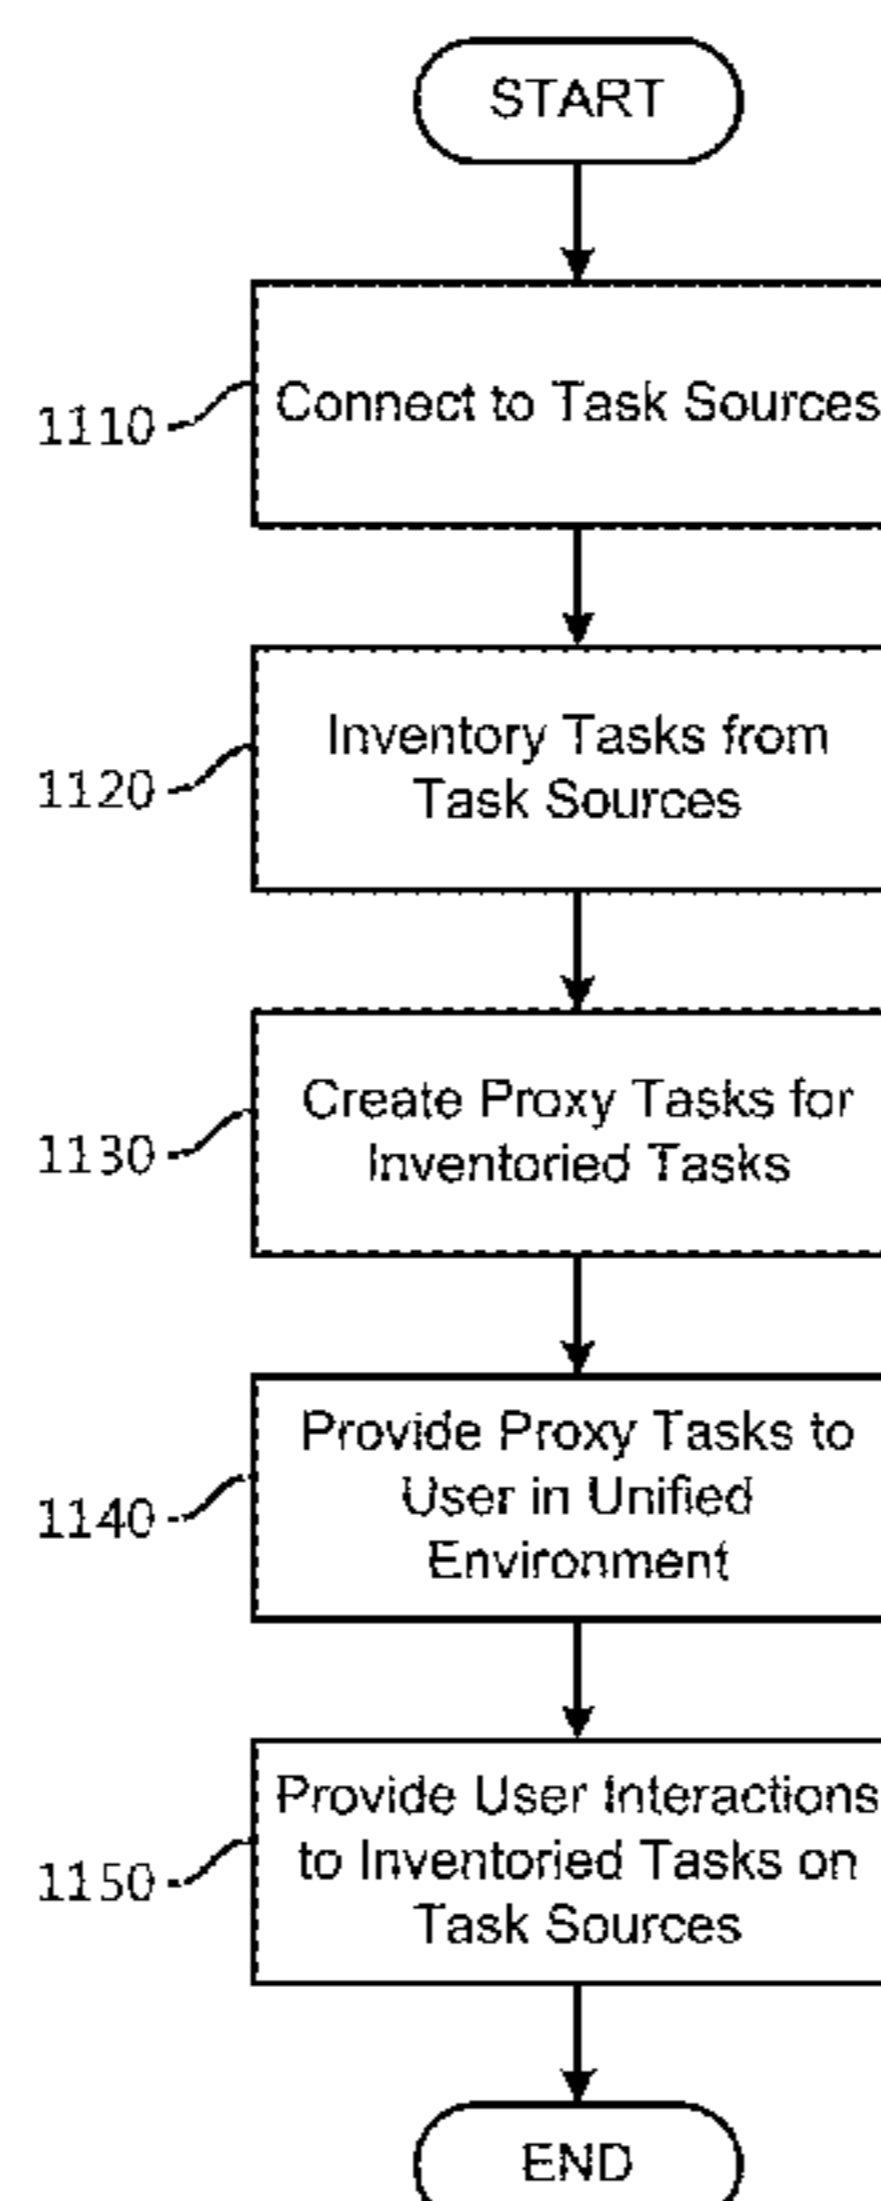 START
1110
Connect to Task Sources
1120
Inventory Tasks from
Task Sources
1130
Create Proxy Tasks for
Inventoried Tasks
1140
Provide Proxy Tasks to
User in Unified
Environment
1150
Provide User Interactions
to Inventoried Tasks on
Task Sources
END